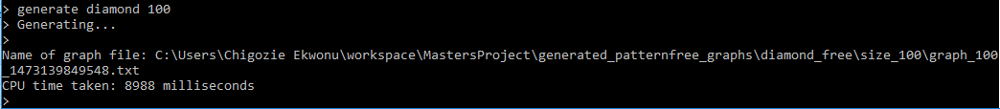 > generate diamond 100
> Generating...
>
Name of graph file: C:\Users\Chigozie Ekwonu\workspace\MastersProject\generated_patternfree_graphs\diamond_free\size_100\graph_100
_1473139849548.txt
CPU time taken: 8988 milliseconds
>